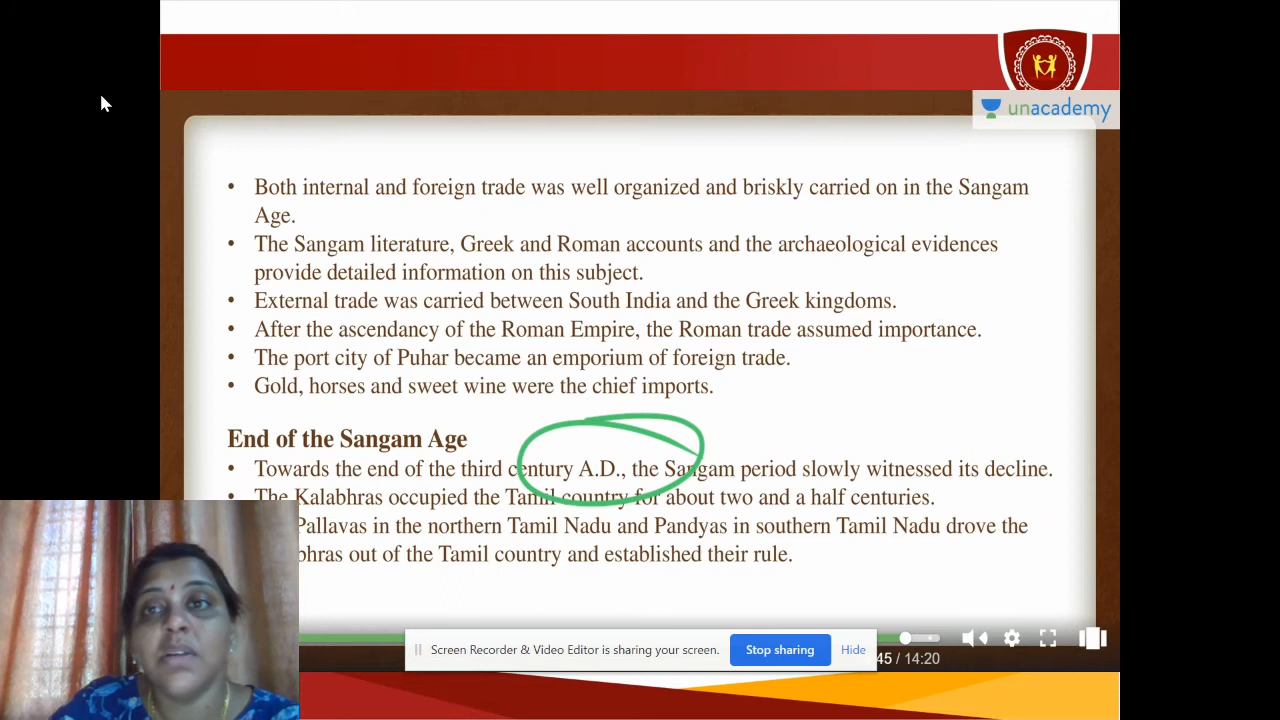 unacademy
• Both internal and foreign trade was well organized and briskly carried on in the Sangam
Age.
• The Sangam literature, Greek and Roman accounts and the archaeological evidences
provide detailed information on this subject.
• External trade was carried between South India and the Greek kingdoms.
• After the ascendancy of the Roman Empire, the Roman trade assumed importance.
• The port city of Puhar became an emporium of foreign trade.
• Gold, horses and sweet wine were the chief imports.
End of the Sangam Age
• Towards the end of the third century A.D., the Sangam period slowly witnessed its decline.
• The Kalabhras occupied the Tamil country for about two and a half centuries.
Pallavas in the northern Tamil Nadu and Pandyas in southern Tamil Nadu drove the
bhras out of the Tamil country and established their rule.
Screen Recorder & Video Editor is sharing your screen. Stop sharing Hide
45 / 14:20